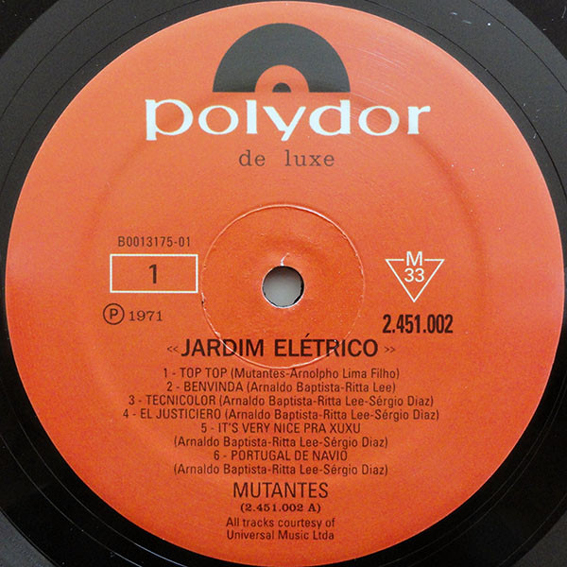 polydor
de luxe
B0013175-01
1
M
33
Ⓟ 1971
2.451.002
«JARDIM ELÉTRICO»
1 - TOP TOP (Mutantes-Arnolpho Lima Filho)
2 - BENVINDA (Arnaldo Baptista-Ritta Lee)
3 - TECNICOLOR (Arnaldo Baptista-Ritta Lee-Sérgio Diaz)
4 - EL JUSTICIERO (Arnaldo Baptista-Ritta Lee-Sérgio Diaz)
5 - IT'S VERY NICE PRA XUXU
(Arnaldo Baptista-Ritta Lee-Sérgio Diaz)
6 - PORTUGAL DE NAVIO
(Arnaldo Baptista-Ritta Lee-Sérgio Diaz)
MUTANTES
(2.451.002 A)
All tracks courtesy of
Universal Music Ltda